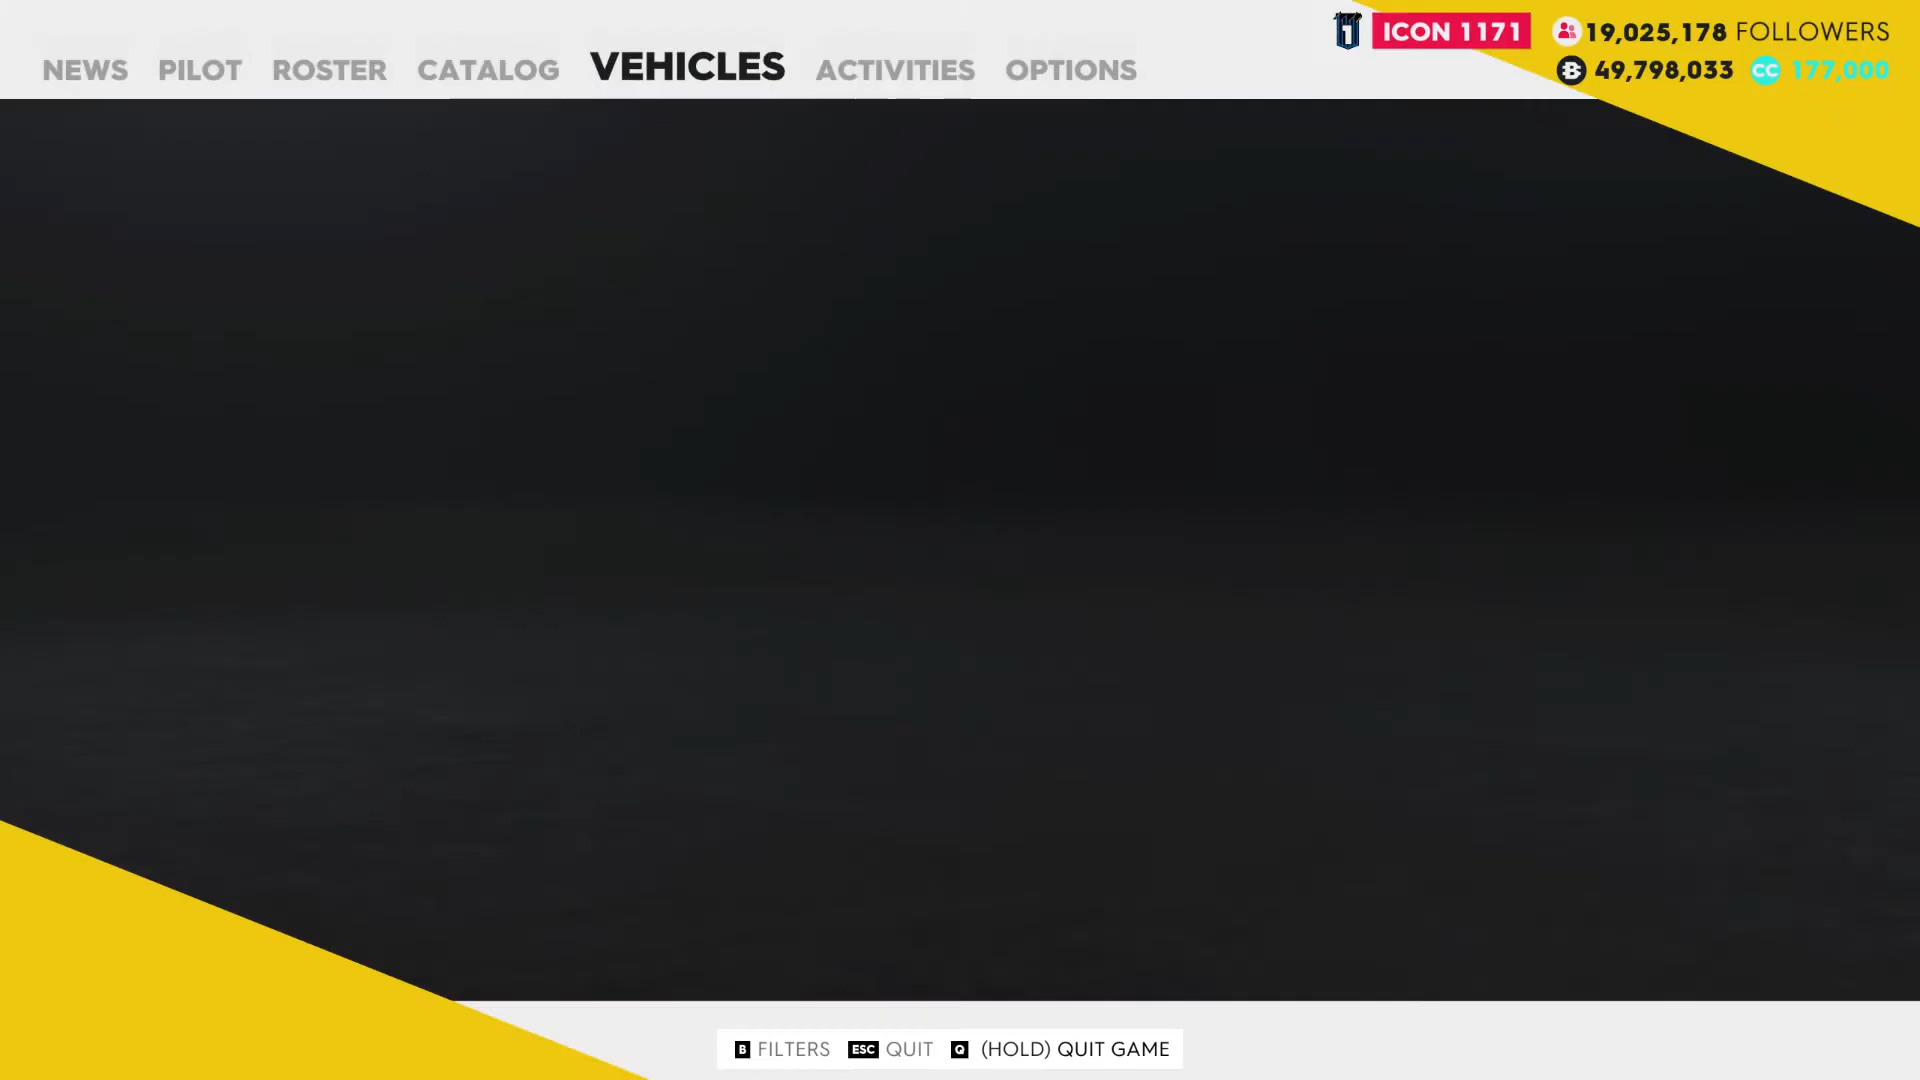 NEWS PILOT ROSTER CATALOG VEHICLES ACTIVITIES OPTIONS
1 ICON 1171 19,025,178 FOLLOWERS
49,798,033 CC 177,000
B FILTERS ESC QUIT Q (HOLD) QUIT GAME